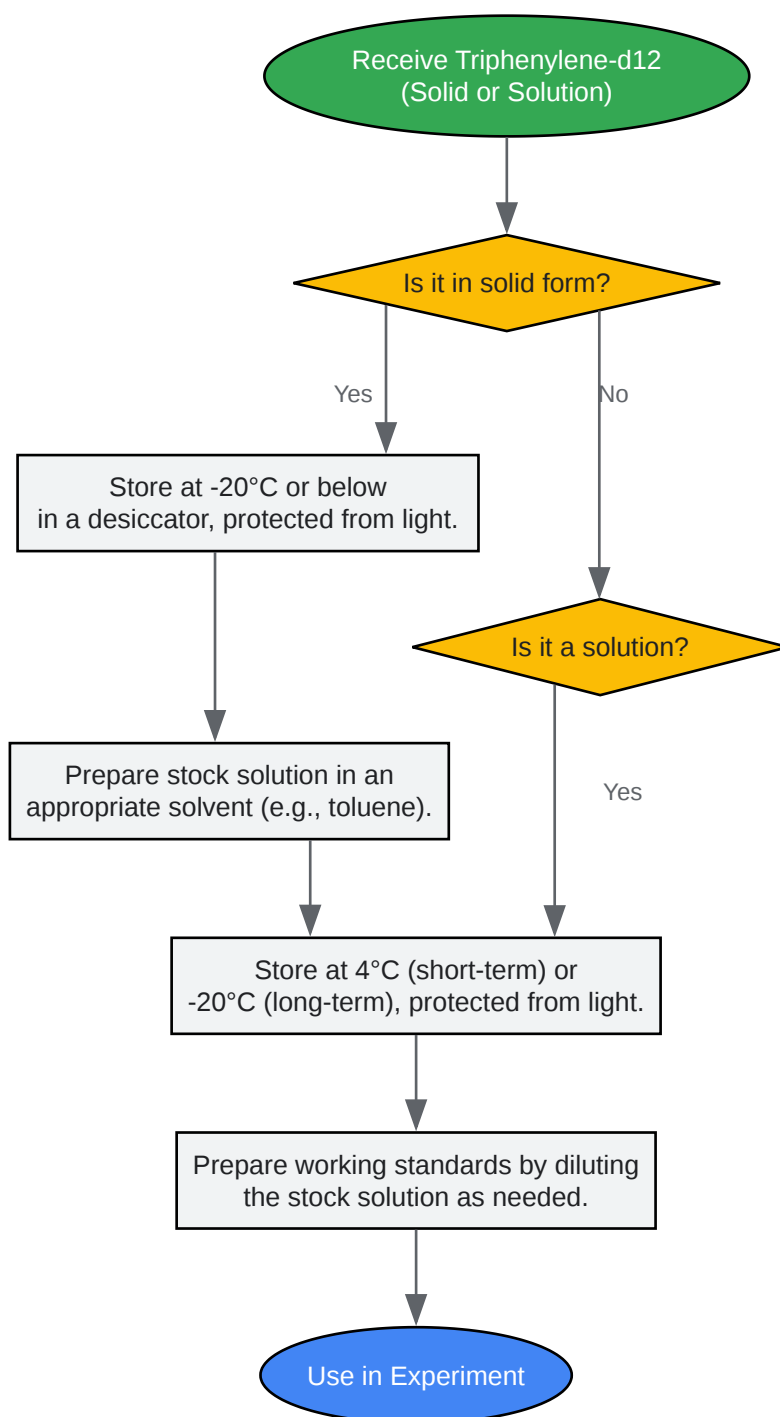 Receive Triphenylene-d12
(Solid or Solution)
Is it in solid form?
Yes
No
Store at -20°C or below
in a desiccator, protected from light.
Is it a solution?
Prepare stock solution in an
appropriate solvent (e.g., toluene).
Yes
Store at 4°C (short-term) or
-20°C (long-term), protected from light.
Prepare working standards by diluting
the stock solution as needed.
Use in Experiment